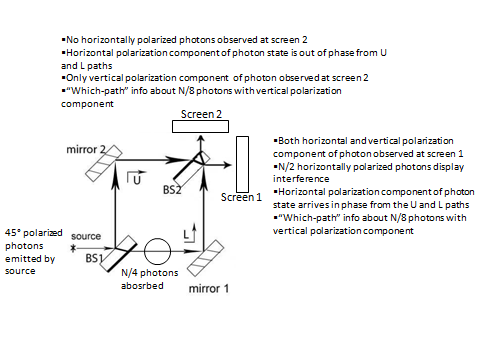 ▪No horizontally polarized photons observed at screen 2
▪Horizontal polarization component of photon state is out of phase from U
and L paths
▪Only vertical polarization component of photon observed at screen 2
▪“Which-path” info about N/8 photons with vertical polarization
component
Screen 2
mirror 2
U
BS2
Screen 1
▪Both horizontal and vertical polarization
component of photon observed at screen 1
▪N/2 horizontally polarized photons display
interference
▪Horizontal polarization component of photon
state arrives in phase from the U and L paths
▪“Which-path” info about N/8 photons with
vertical polarization component
45° polarized
photons
emitted by
source
source
BS1
L
N/4 photons
abosrbed
mirror 1